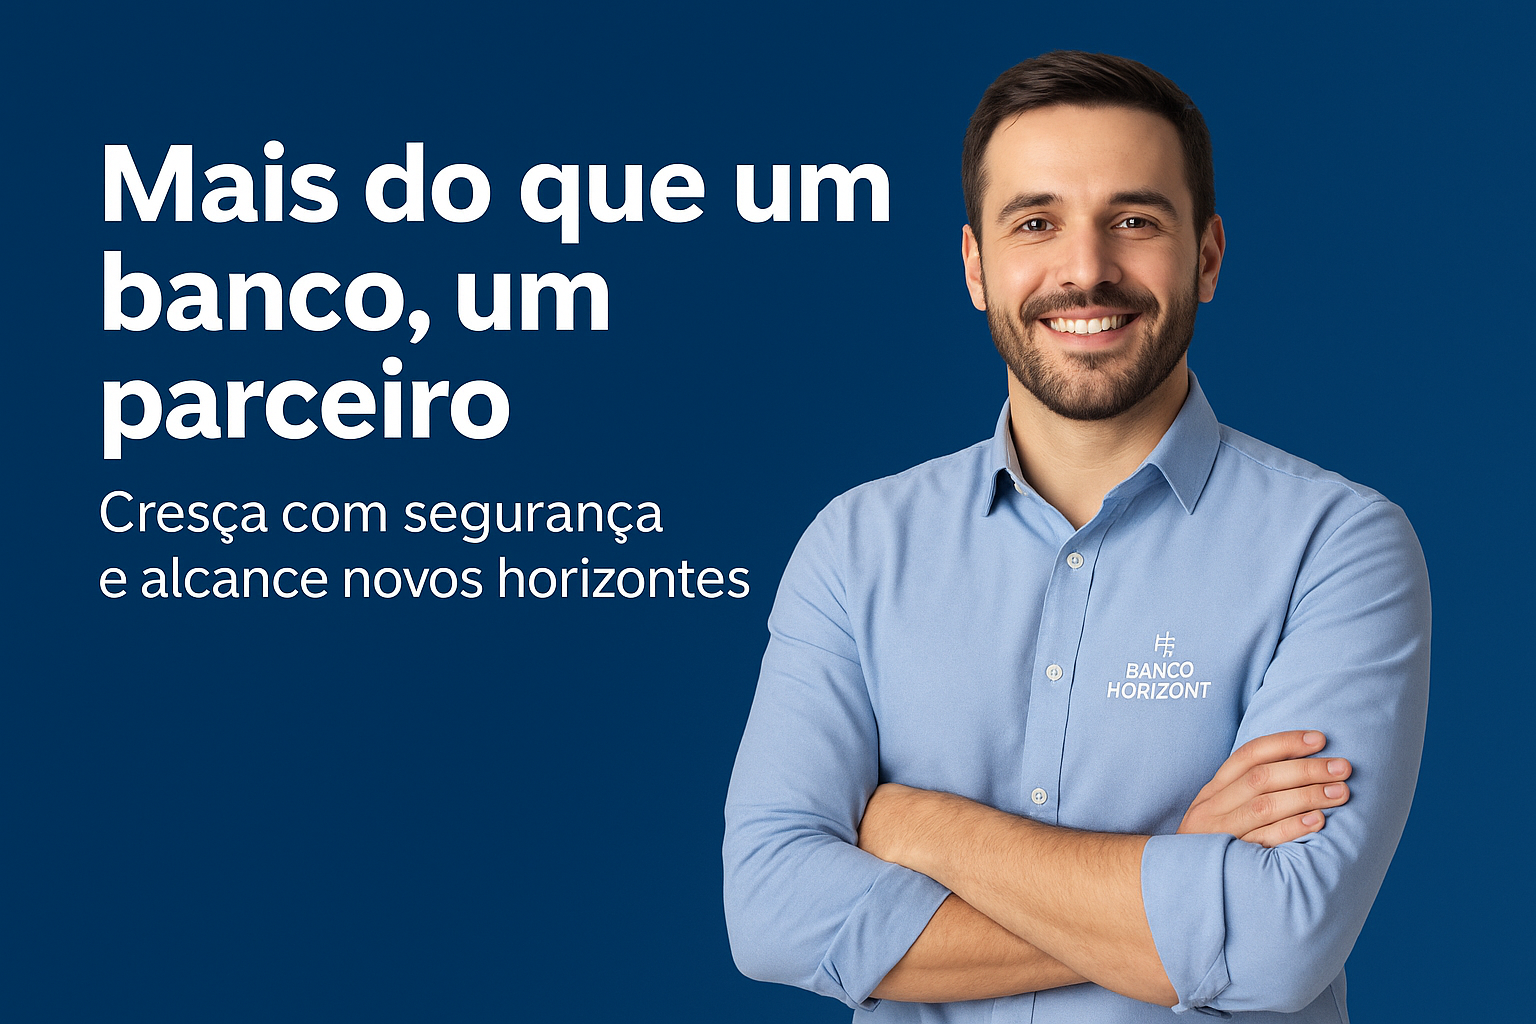 Mais do que um
banco, um
parceiro
Cresça com segurança
e alcance novos horizontes
BANCO
HORIZONT